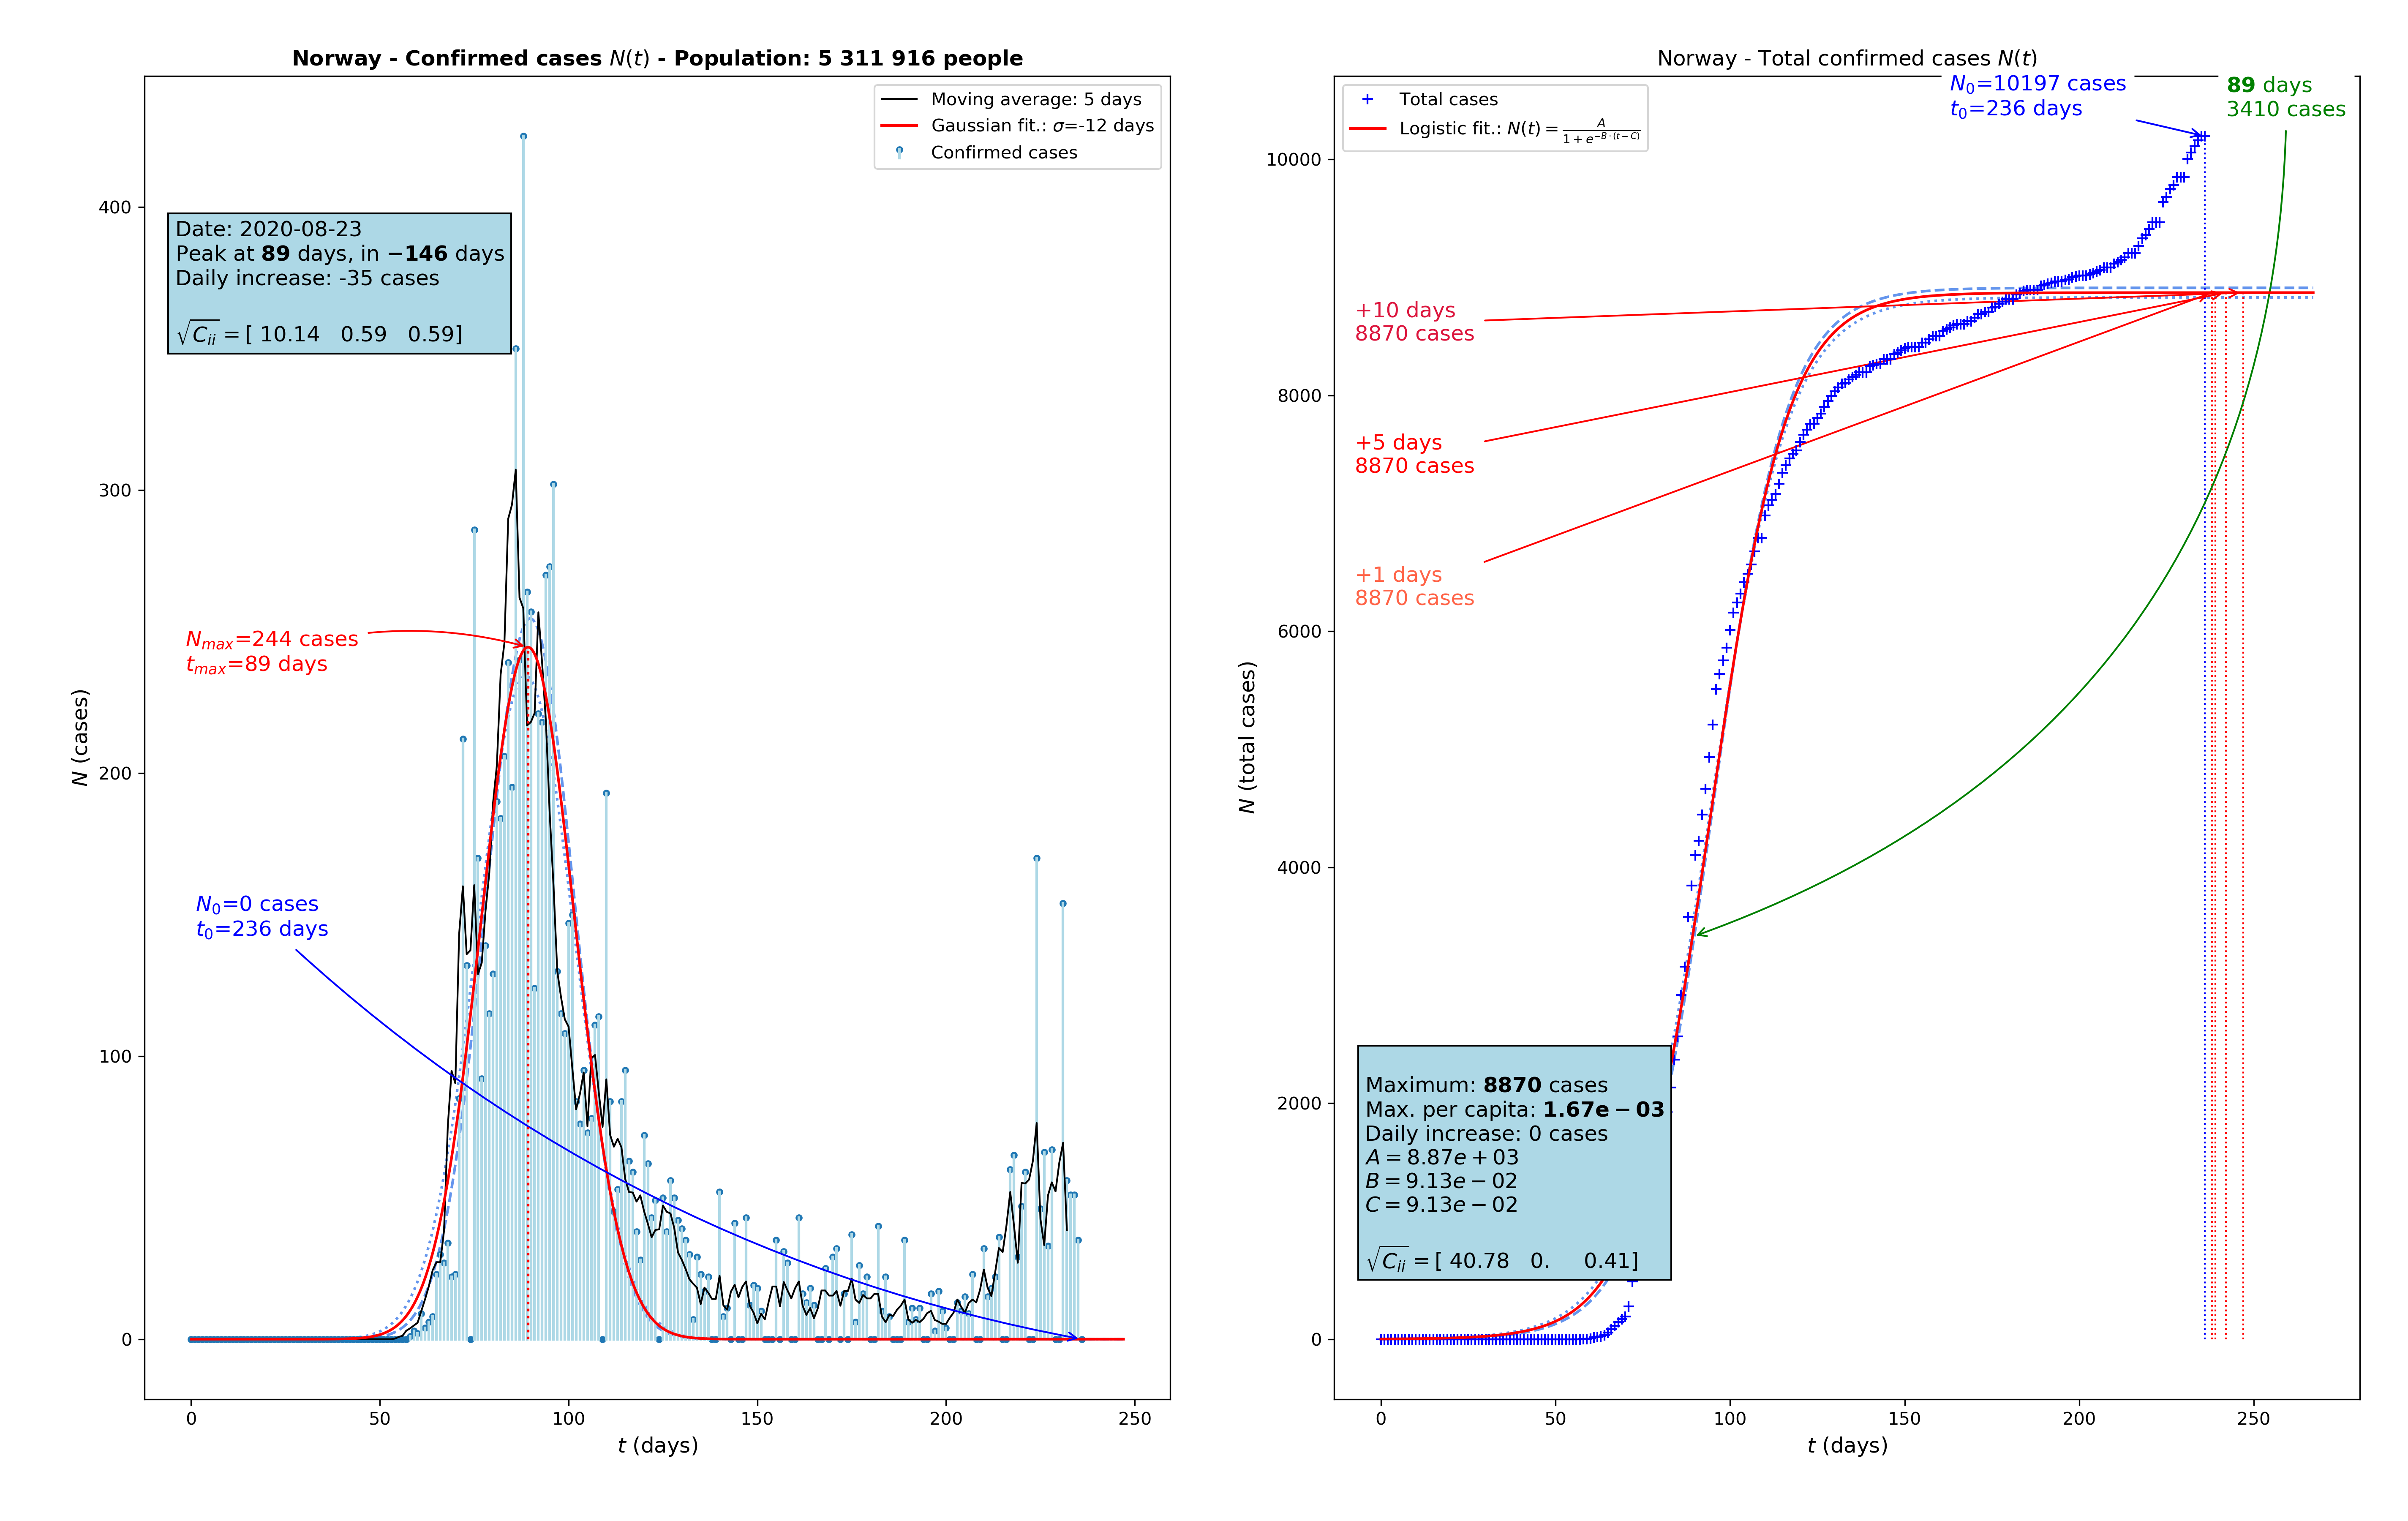 Norway - Confirmed cases N(t) - Population: 5 311 916 people
Moving average: 5 days
Gaussian fit.: σ=-12 days
Confirmed cases
Date: 2020-08-23
Peak at 89 days, in −146 days
Daily increase: -35 cases
√C_ii = [ 10.14 0.59 0.59]
N_max=244 cases
t_max=89 days
N_0=0 cases
t_0=236 days
400
300
200
100
0
N (cases)
0 50 100 150 200 250
t (days)
Norway - Total confirmed cases N(t)
N_0=10197 cases
t_0=236 days
89 days
3410 cases
Total cases
Logistic fit.: N(t) = A / (1 + e^(−B·(t−C)))
+10 days
8870 cases
+5 days
8870 cases
+1 days
8870 cases
Maximum: 8870 cases
Max. per capita: 1.67e − 03
Daily increase: 0 cases
A = 8.87e + 03
B = 9.13e − 02
C = 9.13e − 02
√C_ii = [ 40.78 0. 0.41]
10000
8000
6000
4000
2000
0
N (total cases)
0 50 100 150 200 250
t (days)